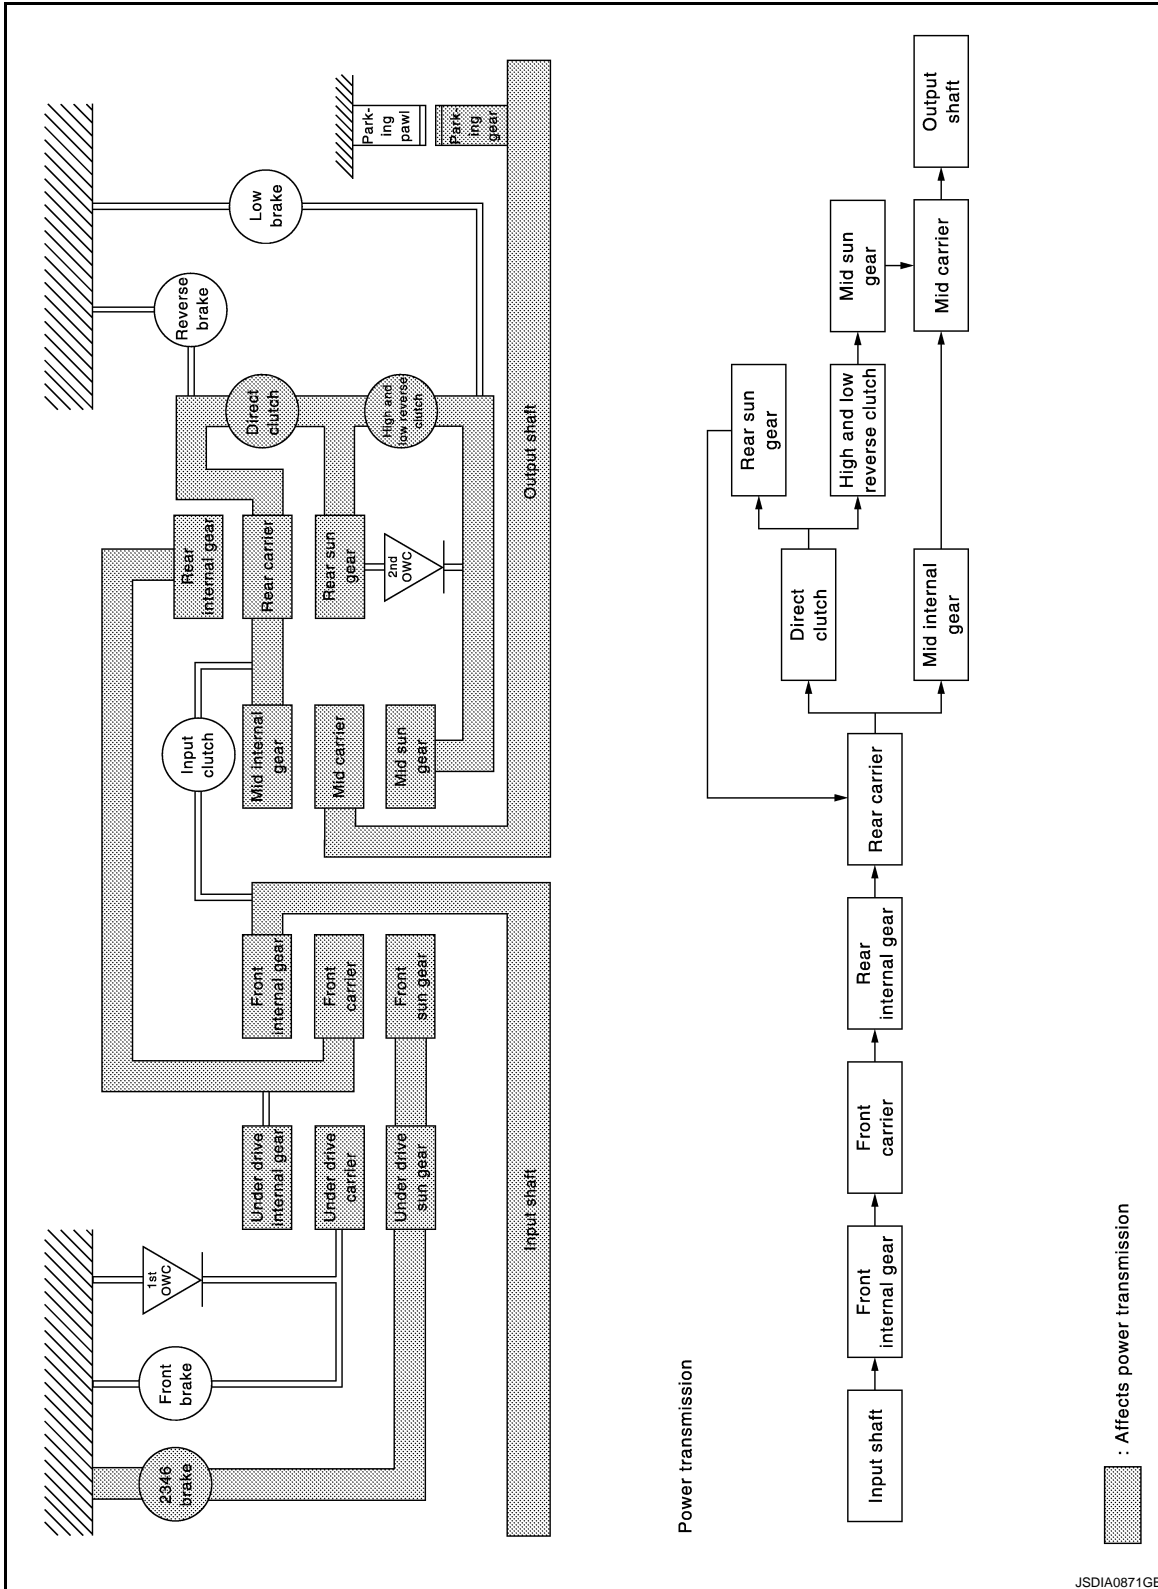 2346
brake
Front
brake
1st
OWC
Under drive
internal gear
Under drive
carrier
Under drive
sun gear
Front
internal gear
Front
carrier
Front
sun gear
Input shaft
Input
clutch
Mid internal
gear
Mid carrier
Mid sun
gear
Rear
internal gear
Rear carrier
Rear sun
gear
2nd
OWC
Direct
clutch
High and
low reverse
clutch
Reverse
brake
Low
brake
Park-
ing
pawl
Park-
ing
gear
Output shaft
Power transmission
Input shaft
Front
internal gear
Front
carrier
Rear
internal gear
Rear carrier
Direct
clutch
Mid internal
gear
Rear sun
gear
High and low
reverse clutch
Mid sun
gear
Mid carrier
Output
shaft
: Affects power transmission
JSDIA0871GB